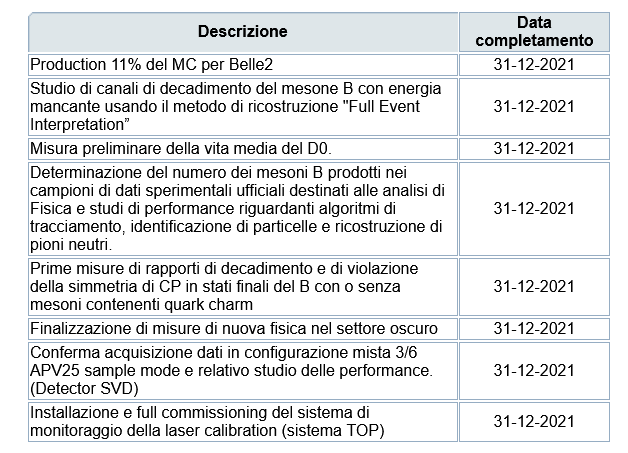 Descrizione
Data
completamento
Production 11% del MC per Belle2
31-12-2021
Studio di canali di decadimento del mesone B con energia
mancante usando il metodo di ricostruzione "Full Event
Interpretation”
31-12-2021
Misura preliminare della vita media del D0.
31-12-2021
Determinazione del numero dei mesoni B prodotti nei
campioni di dati sperimentali ufficiali destinati alle analisi di
Fisica e studi di performance riguardanti algoritmi di
tracciamento, identificazione di particelle e ricostruzione di
pioni neutri.
31-12-2021
Prime misure di rapporti di decadimento e di violazione
della simmetria di CP in stati finali del B con o senza
mesoni contenenti quark charm
31-12-2021
Finalizzazione di misure di nuova fisica nel settore oscuro
31-12-2021
Conferma acquisizione dati in configurazione mista 3/6
APV25 sample mode e relativo studio delle performance.
(Detector SVD)
31-12-2021
Installazione e full commissioning del sistema di
monitoraggio della laser calibration (sistema TOP)
31-12-2021